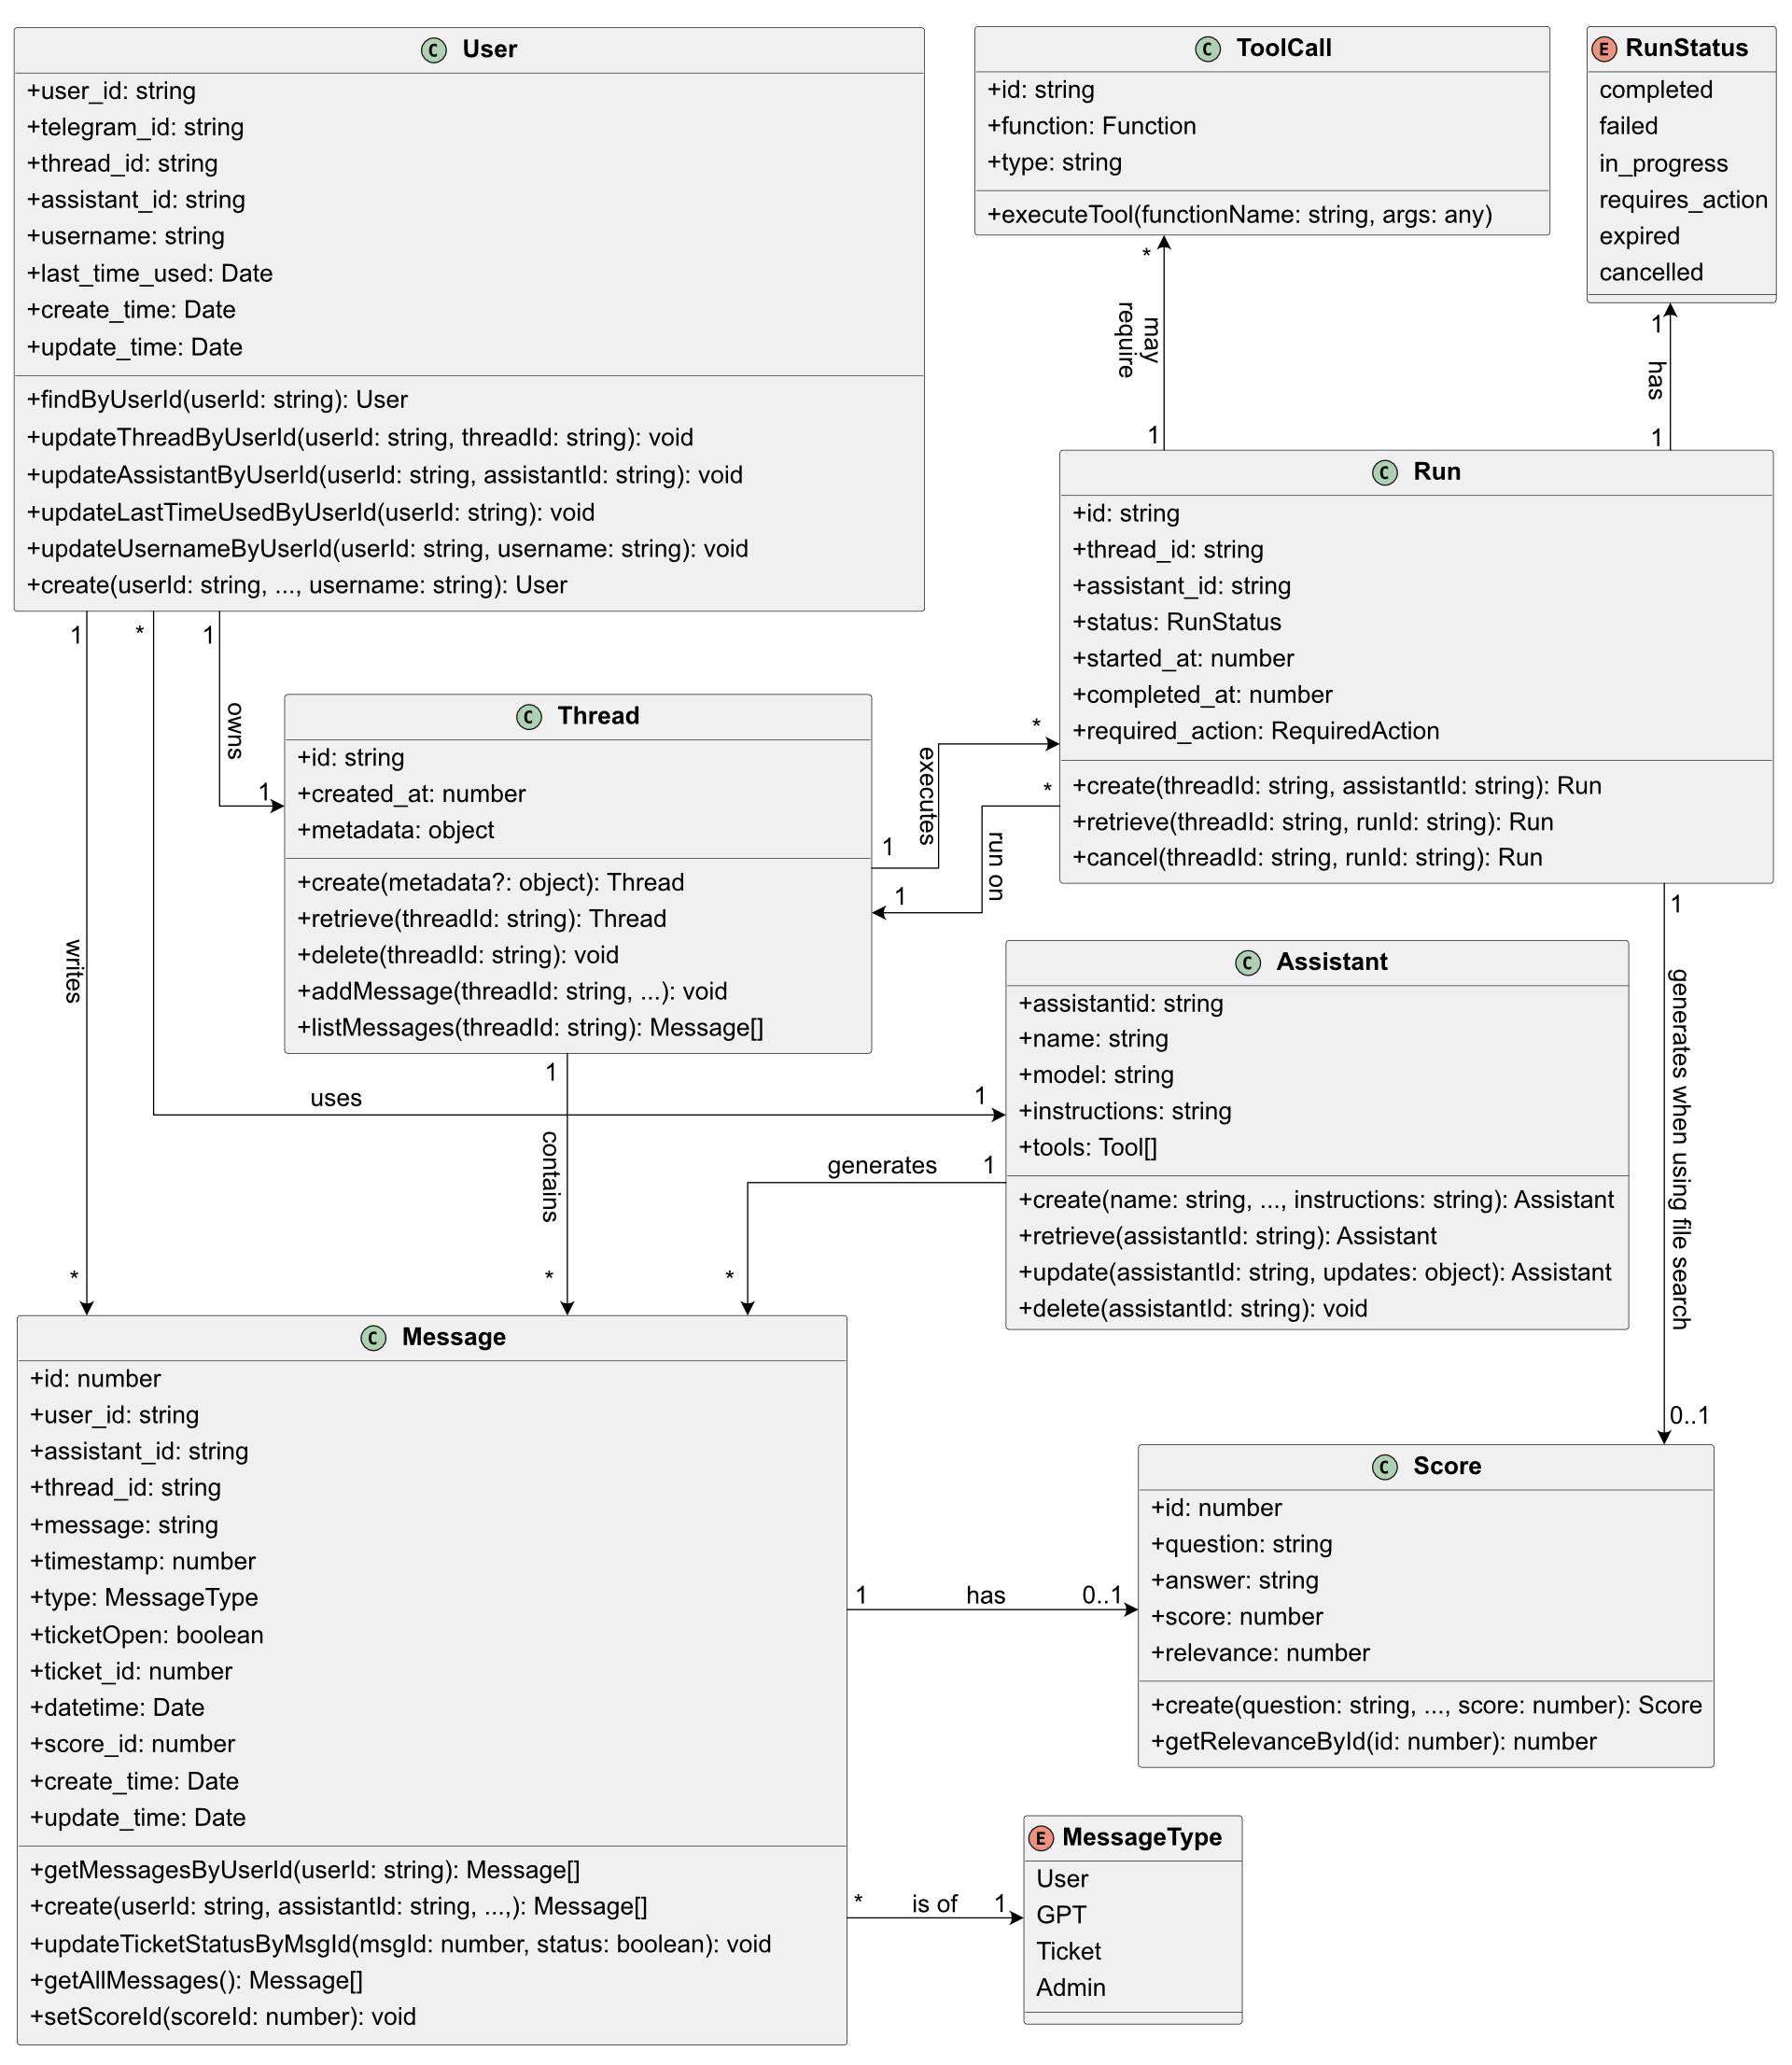 C User
+user_id: string
+telegram_id: string
+thread_id: string
+assistant_id: string
+username: string
+last_time_used: Date
+create_time: Date
+update_time: Date
+findByUserId(userId: string): User
+updateThreadByUserId(userId: string, threadId: string): void
+updateAssistantByUserId(userId: string, assistantId: string): void
+updateLastTimeUsedByUserId(userId: string): void
+updateUsernameByUserId(userId: string, username: string): void
+create(userId: string, ..., username: string): User
C ToolCall
+id: string
+function: Function
+type: string
+executeTool(functionName: string, args: any)
E RunStatus
completed
failed
in_progress
requires_action
expired
cancelled
*
may
require
1
1
has
1
C Run
+id: string
+thread_id: string
+assistant_id: string
+status: RunStatus
+started_at: number
+completed_at: number
+required_action: RequiredAction
+create(threadId: string, assistantId: string): Run
+retrieve(threadId: string, runId: string): Run
+cancel(threadId: string, runId: string): Run
1
*
1
owns
1
C Thread
+id: string
+created_at: number
+metadata: object
+create(metadata?: object): Thread
+retrieve(threadId: string): Thread
+delete(threadId: string): void
+addMessage(threadId: string, ...): void
+listMessages(threadId: string): Message[]
*
executes
1
*
run on
1
writes
1
uses
1
contains
generates
1
*
*
*
C Assistant
+assistantid: string
+name: string
+model: string
+instructions: string
+tools: Tool[]
+create(name: string, ..., instructions: string): Assistant
+retrieve(assistantId: string): Assistant
+update(assistantId: string, updates: object): Assistant
+delete(assistantId: string): void
1
generates when using file search
0..1
C Message
+id: number
+user_id: string
+assistant_id: string
+thread_id: string
+message: string
+timestamp: number
+type: MessageType
+ticketOpen: boolean
+ticket_id: number
+datetime: Date
+score_id: number
+create_time: Date
+update_time: Date
+getMessagesByUserId(userId: string): Message[]
+create(userId: string, assistantId: string, ...,): Message[]
+updateTicketStatusByMsgId(msgId: number, status: boolean): void
+getAllMessages(): Message[]
+setScoreId(scoreId: number): void
1 has 0..1
C Score
+id: number
+question: string
+answer: string
+score: number
+relevance: number
+create(question: string, ..., score: number): Score
+getRelevanceById(id: number): number
* is of 1
E MessageType
User
GPT
Ticket
Admin